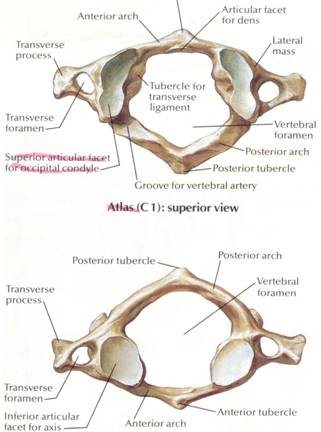 Anterior arch
Articular facet
for dens
Transverse
process
Lateral
mass
Tubercle for
transverse
ligament
Transverse
foramen
Vertebral
foramen
Posterior arch
Superior articular facet
for occipital condyle
Posterior tubercle
Groove for vertebral artery
Atlas (C1): superior view
Posterior tubercle
Posterior arch
Vertebral
foramen
Transverse
process
Transverse
foramen
Inferior articular
facet for axis
Anterior arch
Anterior tubercle